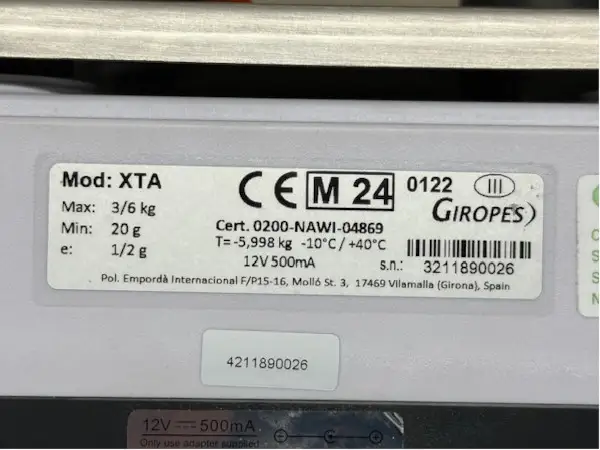 Mod: XTA
Max: 3/6 kg
Min: 20 g
e: 1/2 g
CE M 24 0122 III
GIROPES)
Cert. 0200-NAWI-04869
T= -5,998 kg -10°C / +40°C
12V 500mA
s.n.: 3211890026
Pol. Empordà Internacional F/P15-16, Molló St. 3, 17469 Vilamalla (Girona), Spain
4211890026
12V 500mA
Only use adapter supplied